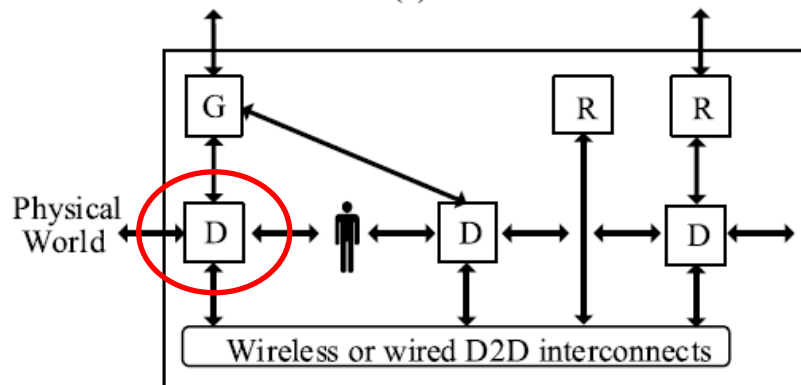 G
R
R
Physical
World
D
D
D
Wireless or wired D2D interconnects